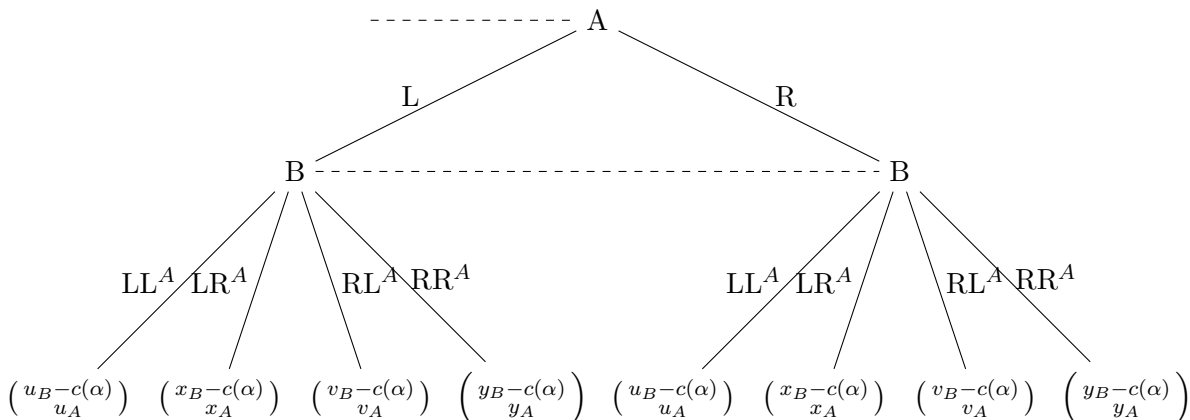 A
L R
B B
LL^A LR^A RL^A RR^A LL^A LR^A RL^A RR^A
(u_B−c(α) u_A) (x_B−c(α) x_A) (v_B−c(α) v_A) (y_B−c(α) y_A) (u_B−c(α) u_A) (x_B−c(α) x_A) (v_B−c(α) v_A) (y_B−c(α) y_A)